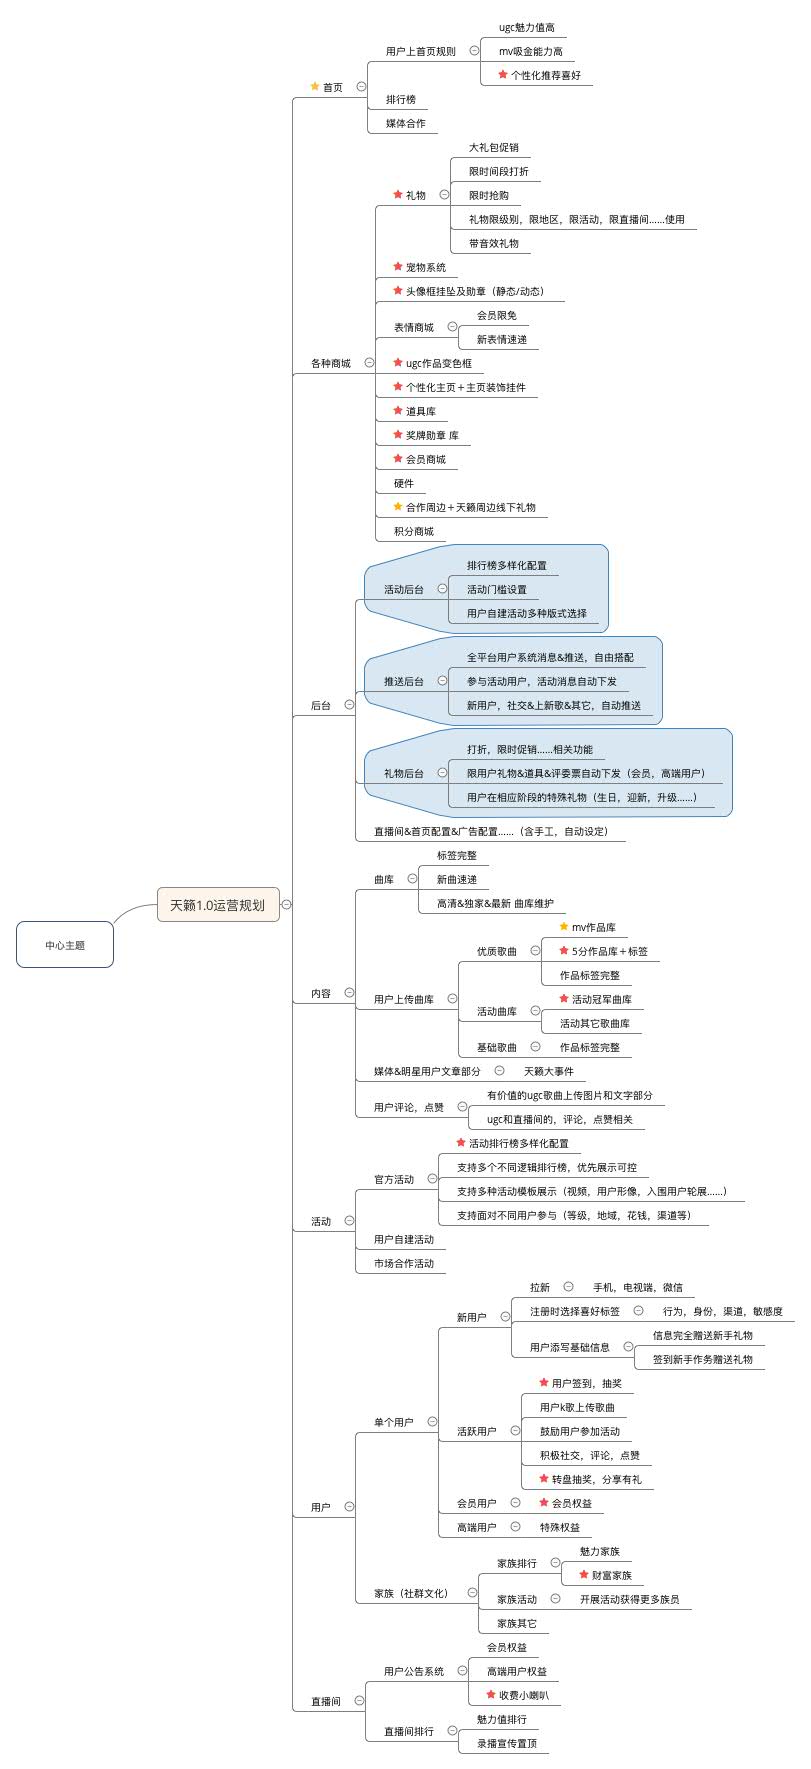 ugc魅力值高
用户上首页规则
mv吸金能力高
个性化推荐喜好
首页
排行榜
媒体合作
大礼包促销
限时间段打折
礼物
限时抢购
礼物限级别，限地区，限活动，限直播间......使用
带音效礼物
宠物系统
头像框挂坠及勋章（静态/动态）
会员限免
表情商城
新表情速递
各种商城
ugc作品变色框
个性化主页＋主页装饰挂件
道具库
奖牌勋章 库
会员商城
硬件
合作周边＋天籁周边线下礼物
积分商城
排行榜多样化配置
活动后台
活动门槛设置
用户自建活动多种版式选择
全平台用户系统消息&推送，自由搭配
推送后台
参与活动用户，活动消息自动下发
新用户，社交&上新歌&其它，自动推送
后台
打折，限时促销......相关功能
礼物后台
限用户礼物&道具&评委票自动下发（会员，高端用户）
用户在相应阶段的特殊礼物（生日，迎新，升级......）
直播间&首页配置&广告配置......（含手工，自动设定）
标签完整
曲库
新曲速递
高清&独家&最新 曲库维护
天籁1.0运营规划
中心主题
mv作品库
优质歌曲
5分作品库＋标签
作品标签完整
内容
用户上传曲库
活动冠军曲库
活动曲库
活动其它歌曲库
基础歌曲
作品标签完整
媒体&明星用户文章部分
天籁大事件
有价值的ugc歌曲上传图片和文字部分
用户评论，点赞
ugc和直播间的，评论，点赞相关
活动排行榜多样化配置
支持多个不同逻辑排行榜，优先展示可控
官方活动
支持多种活动模板展示（视频，用户形像，入围用户轮展......）
支持面对不同用户参与（等级，地域，花钱，渠道等）
活动
用户自建活动
市场合作活动
拉新
手机，电视端，微信
新用户
注册时选择喜好标签
行为，身份，渠道，敏感度
信息完全赠送新手礼物
用户添写基础信息
签到新手作务赠送礼物
用户签到，抽奖
用户k歌上传歌曲
单个用户
活跃用户
鼓励用户参加活动
积极社交，评论，点赞
转盘抽奖，分享有礼
会员用户
会员权益
用户
高端用户
特殊权益
魅力家族
家族排行
财富家族
家族（社群文化）
家族活动
开展活动获得更多族员
家族其它
会员权益
用户公告系统
高端用户权益
收费小喇叭
直播间
魅力值排行
直播间排行
录播宣传置顶